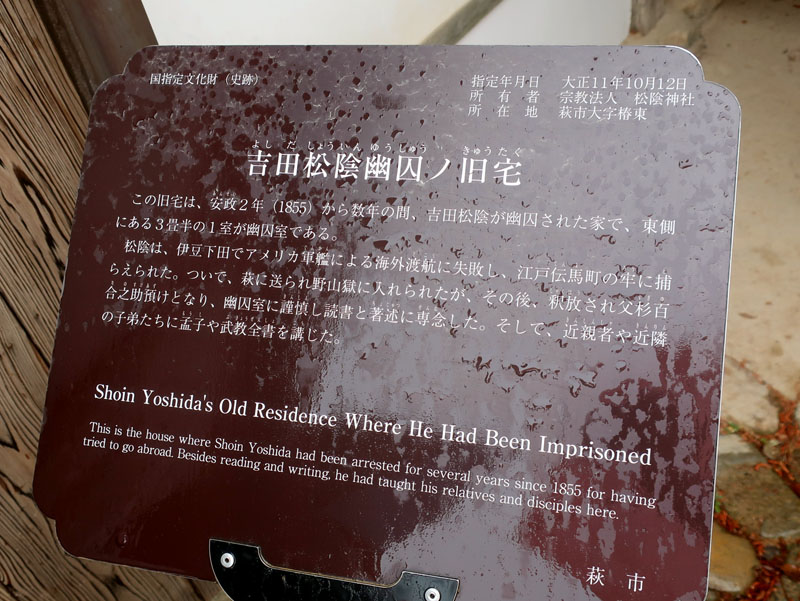 国指定文化財（史跡）
指定年月日　大正11年10月12日
所　有　者　宗教法人　松陰神社
所　在　地　萩市大字椿東
よし だ しょういん ゆうしゅう きゅうたく
吉田松陰幽囚ノ旧宅
この旧宅は、安政２年（1855）から数年の間、吉田松陰が幽囚された家で、東側
にある３畳半の１室が幽囚室である。
松陰は、伊豆下田でアメリカ軍艦による海外渡航に失敗し、江戸伝馬町の牢に捕
らえられた。ついで、萩に送られ野山獄に入れられたが、その後、釈放され父杉百
合之助預けとなり、幽囚室に謹慎し読書と著述に専念した。そして、近親者や近隣
の子弟たちに孟子や武教全書を講じた。
Shoin Yoshida's Old Residence Where He Had Been Imprisoned
This is the house where Shoin Yoshida had been arrested for several years since 1855 for having
tried to go abroad. Besides reading and writing, he had taught his relatives and disciples here.
萩　市